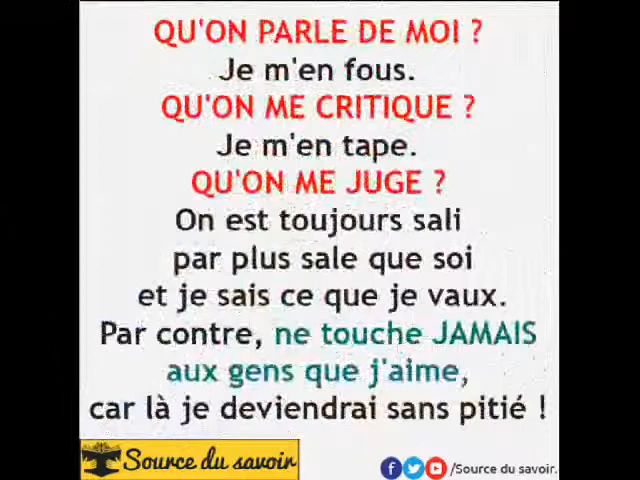 QU'ON PARLE DE MOI ?
Je m'en fous.
QU'ON ME CRITIQUE ?
Je m'en tape.
QU'ON ME JUGE ?
On est toujours sali
par plus sale que soi
et je sais ce que je vaux.
Par contre, ne touche JAMAIS
aux gens que j'aime,
car là je deviendrai sans pitié !
Source du savoir
/Source du savoir.